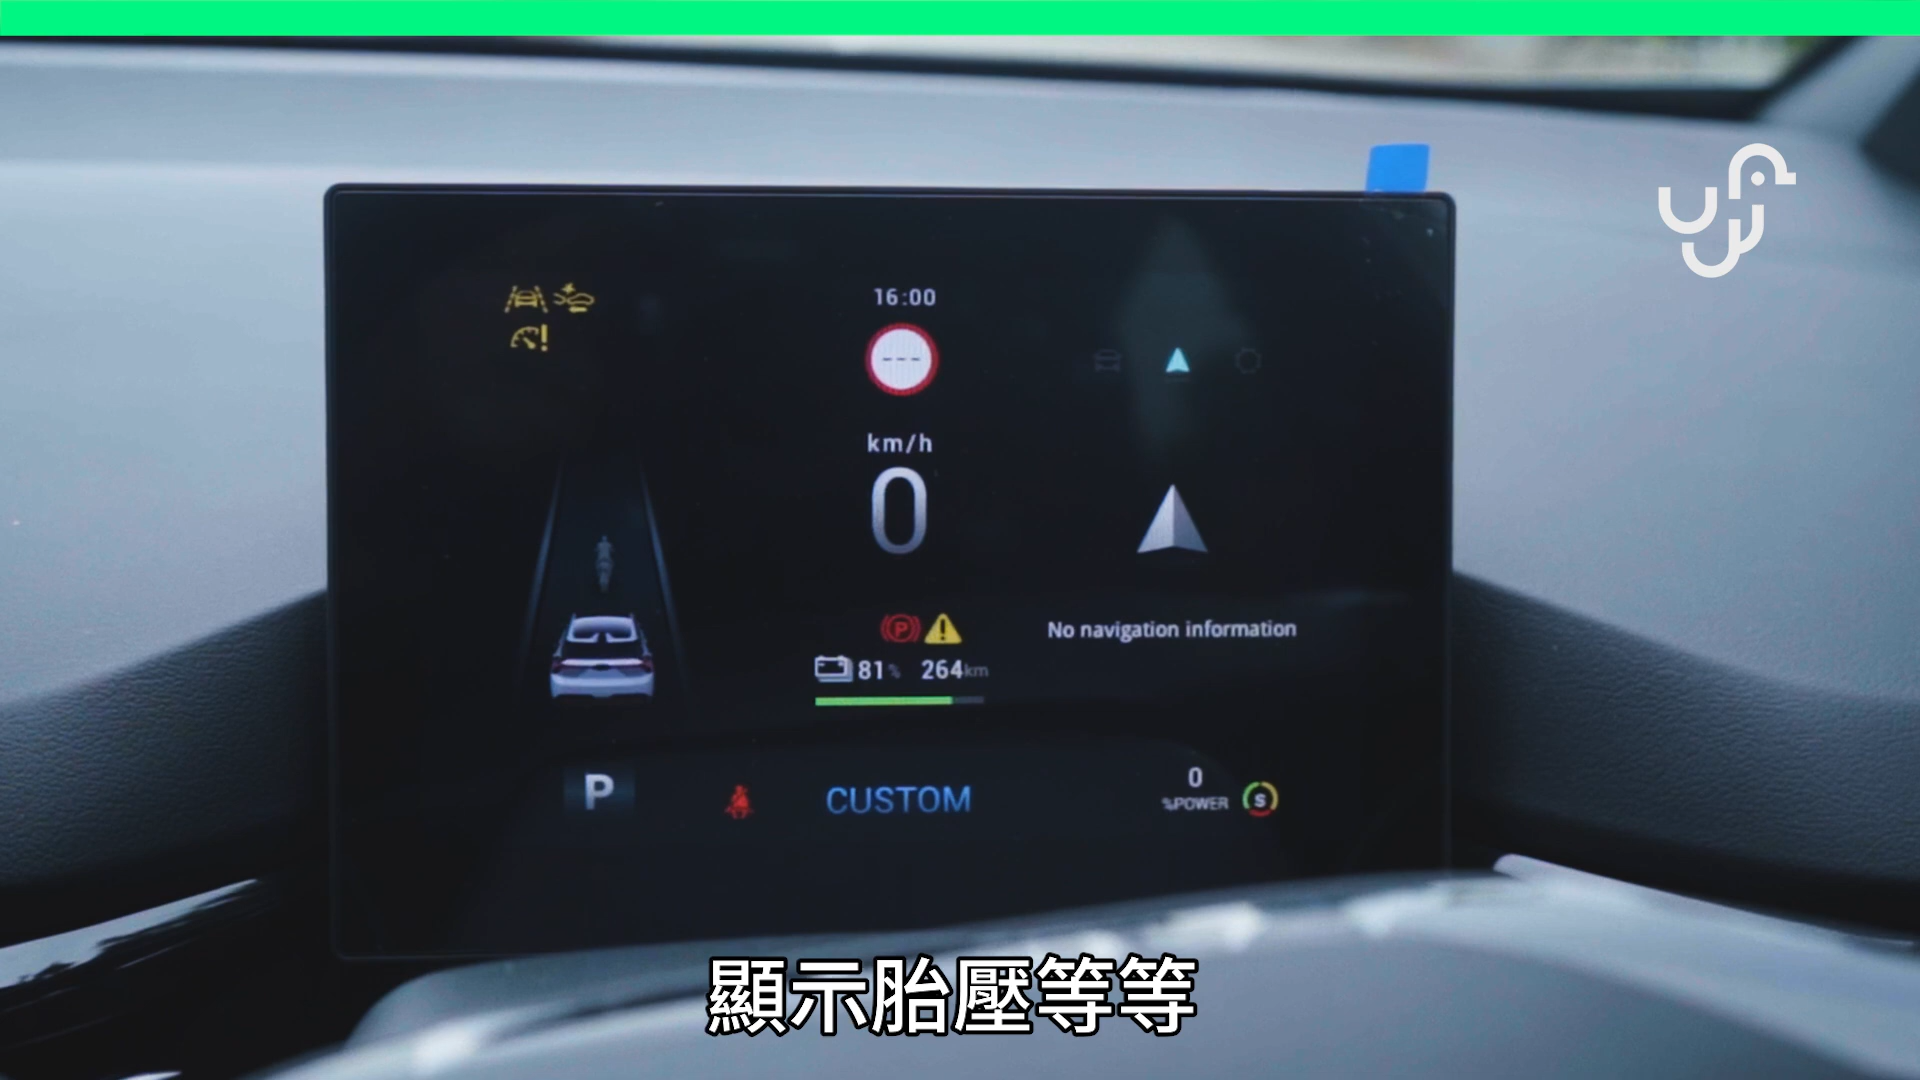 16:00
---
km/h
0
P
No navigation information
81% 264km
P
CUSTOM
0
%POWER
S
顯示胎壓等等